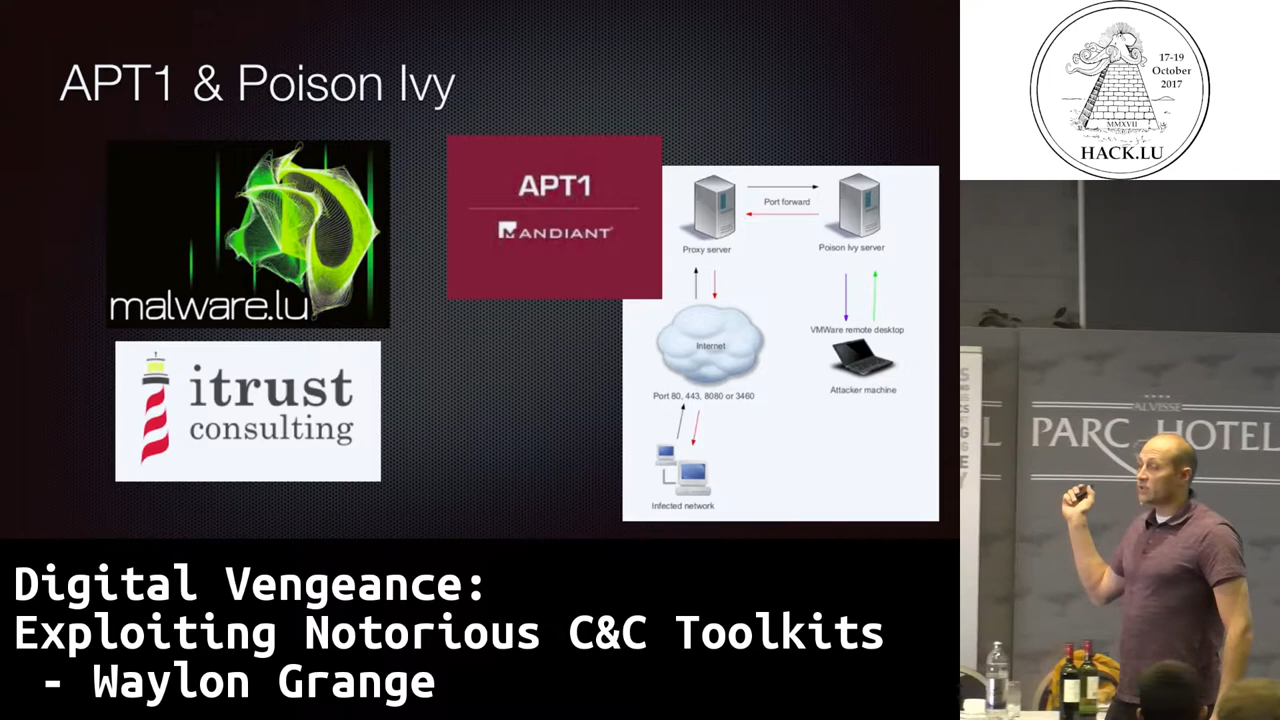 APT1 & Poison Ivy
malware.lu
itrust
consulting
APT1
MANDIANT
Port forward
Proxy server
Poison Ivy server
Internet
VMWare remote desktop
Attacker machine
Port 80, 443, 8080 or 3460
Infected network
17-19
October
2017
MMXVII
HACK.LU
ALVISSE
PARC HOTEL
Digital Vengeance:
Exploiting Notorious C&C Toolkits
- Waylon Grange